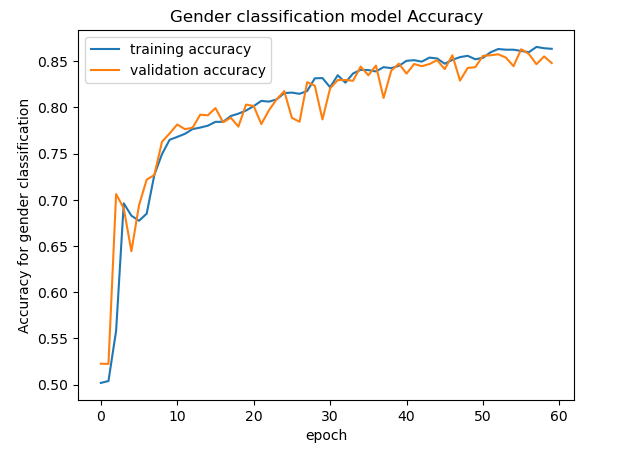 Gender classification model Accuracy
training accuracy
validation accuracy
Accuracy for gender classification
0.85
0.80
0.75
0.70
0.65
0.60
0.55
0.50
0 10 20 30 40 50 60
epoch